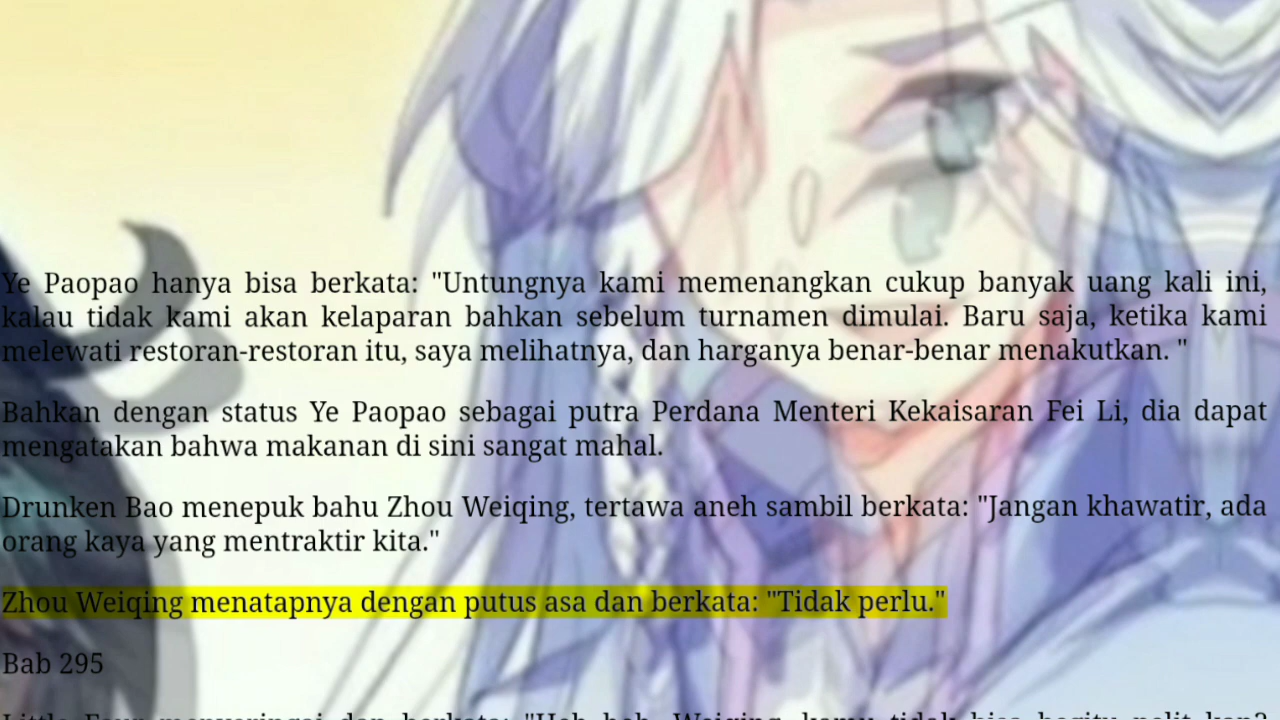 Ye Paopao hanya bisa berkata: "Untungnya kami memenangkan cukup banyak uang kali ini,
kalau tidak kami akan kelaparan bahkan sebelum turnamen dimulai. Baru saja, ketika kami
melewati restoran-restoran itu, saya melihatnya, dan harganya benar-benar menakutkan. "
Bahkan dengan status Ye Paopao sebagai putra Perdana Menteri Kekaisaran Fei Li, dia dapat
mengatakan bahwa makanan di sini sangat mahal.
Drunken Bao menepuk bahu Zhou Weiqing, tertawa aneh sambil berkata: "Jangan khawatir, ada
orang kaya yang mentraktir kita."
Zhou Weiqing menatapnya dengan putus asa dan berkata: "Tidak perlu."
Bab 295